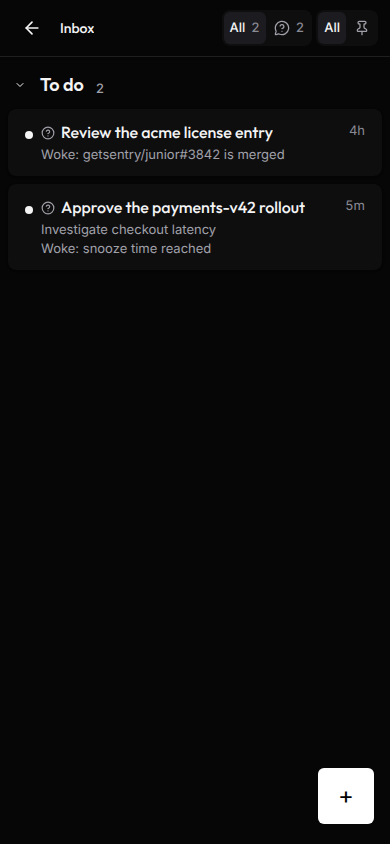 Inbox
All 2
2
All
To do 2
Review the acme license entry 4h
Woke: getsentry/junior#3842 is merged
Approve the payments-v42 rollout 5m
Investigate checkout latency
Woke: snooze time reached
+